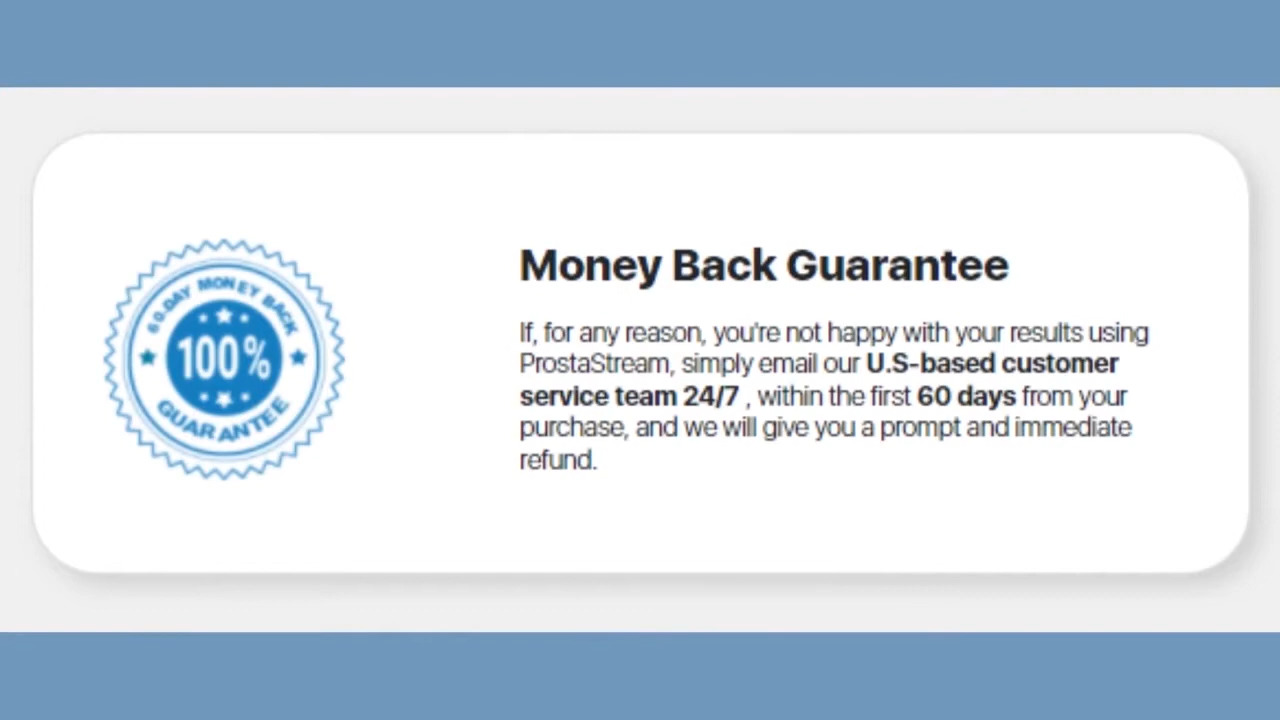 60-DAY MONEY BACK
100%
GUARANTEE
Money Back Guarantee
If, for any reason, you're not happy with your results using
ProstaStream, simply email our U.S-based customer
service team 24/7 , within the first 60 days from your
purchase, and we will give you a prompt and immediate
refund.